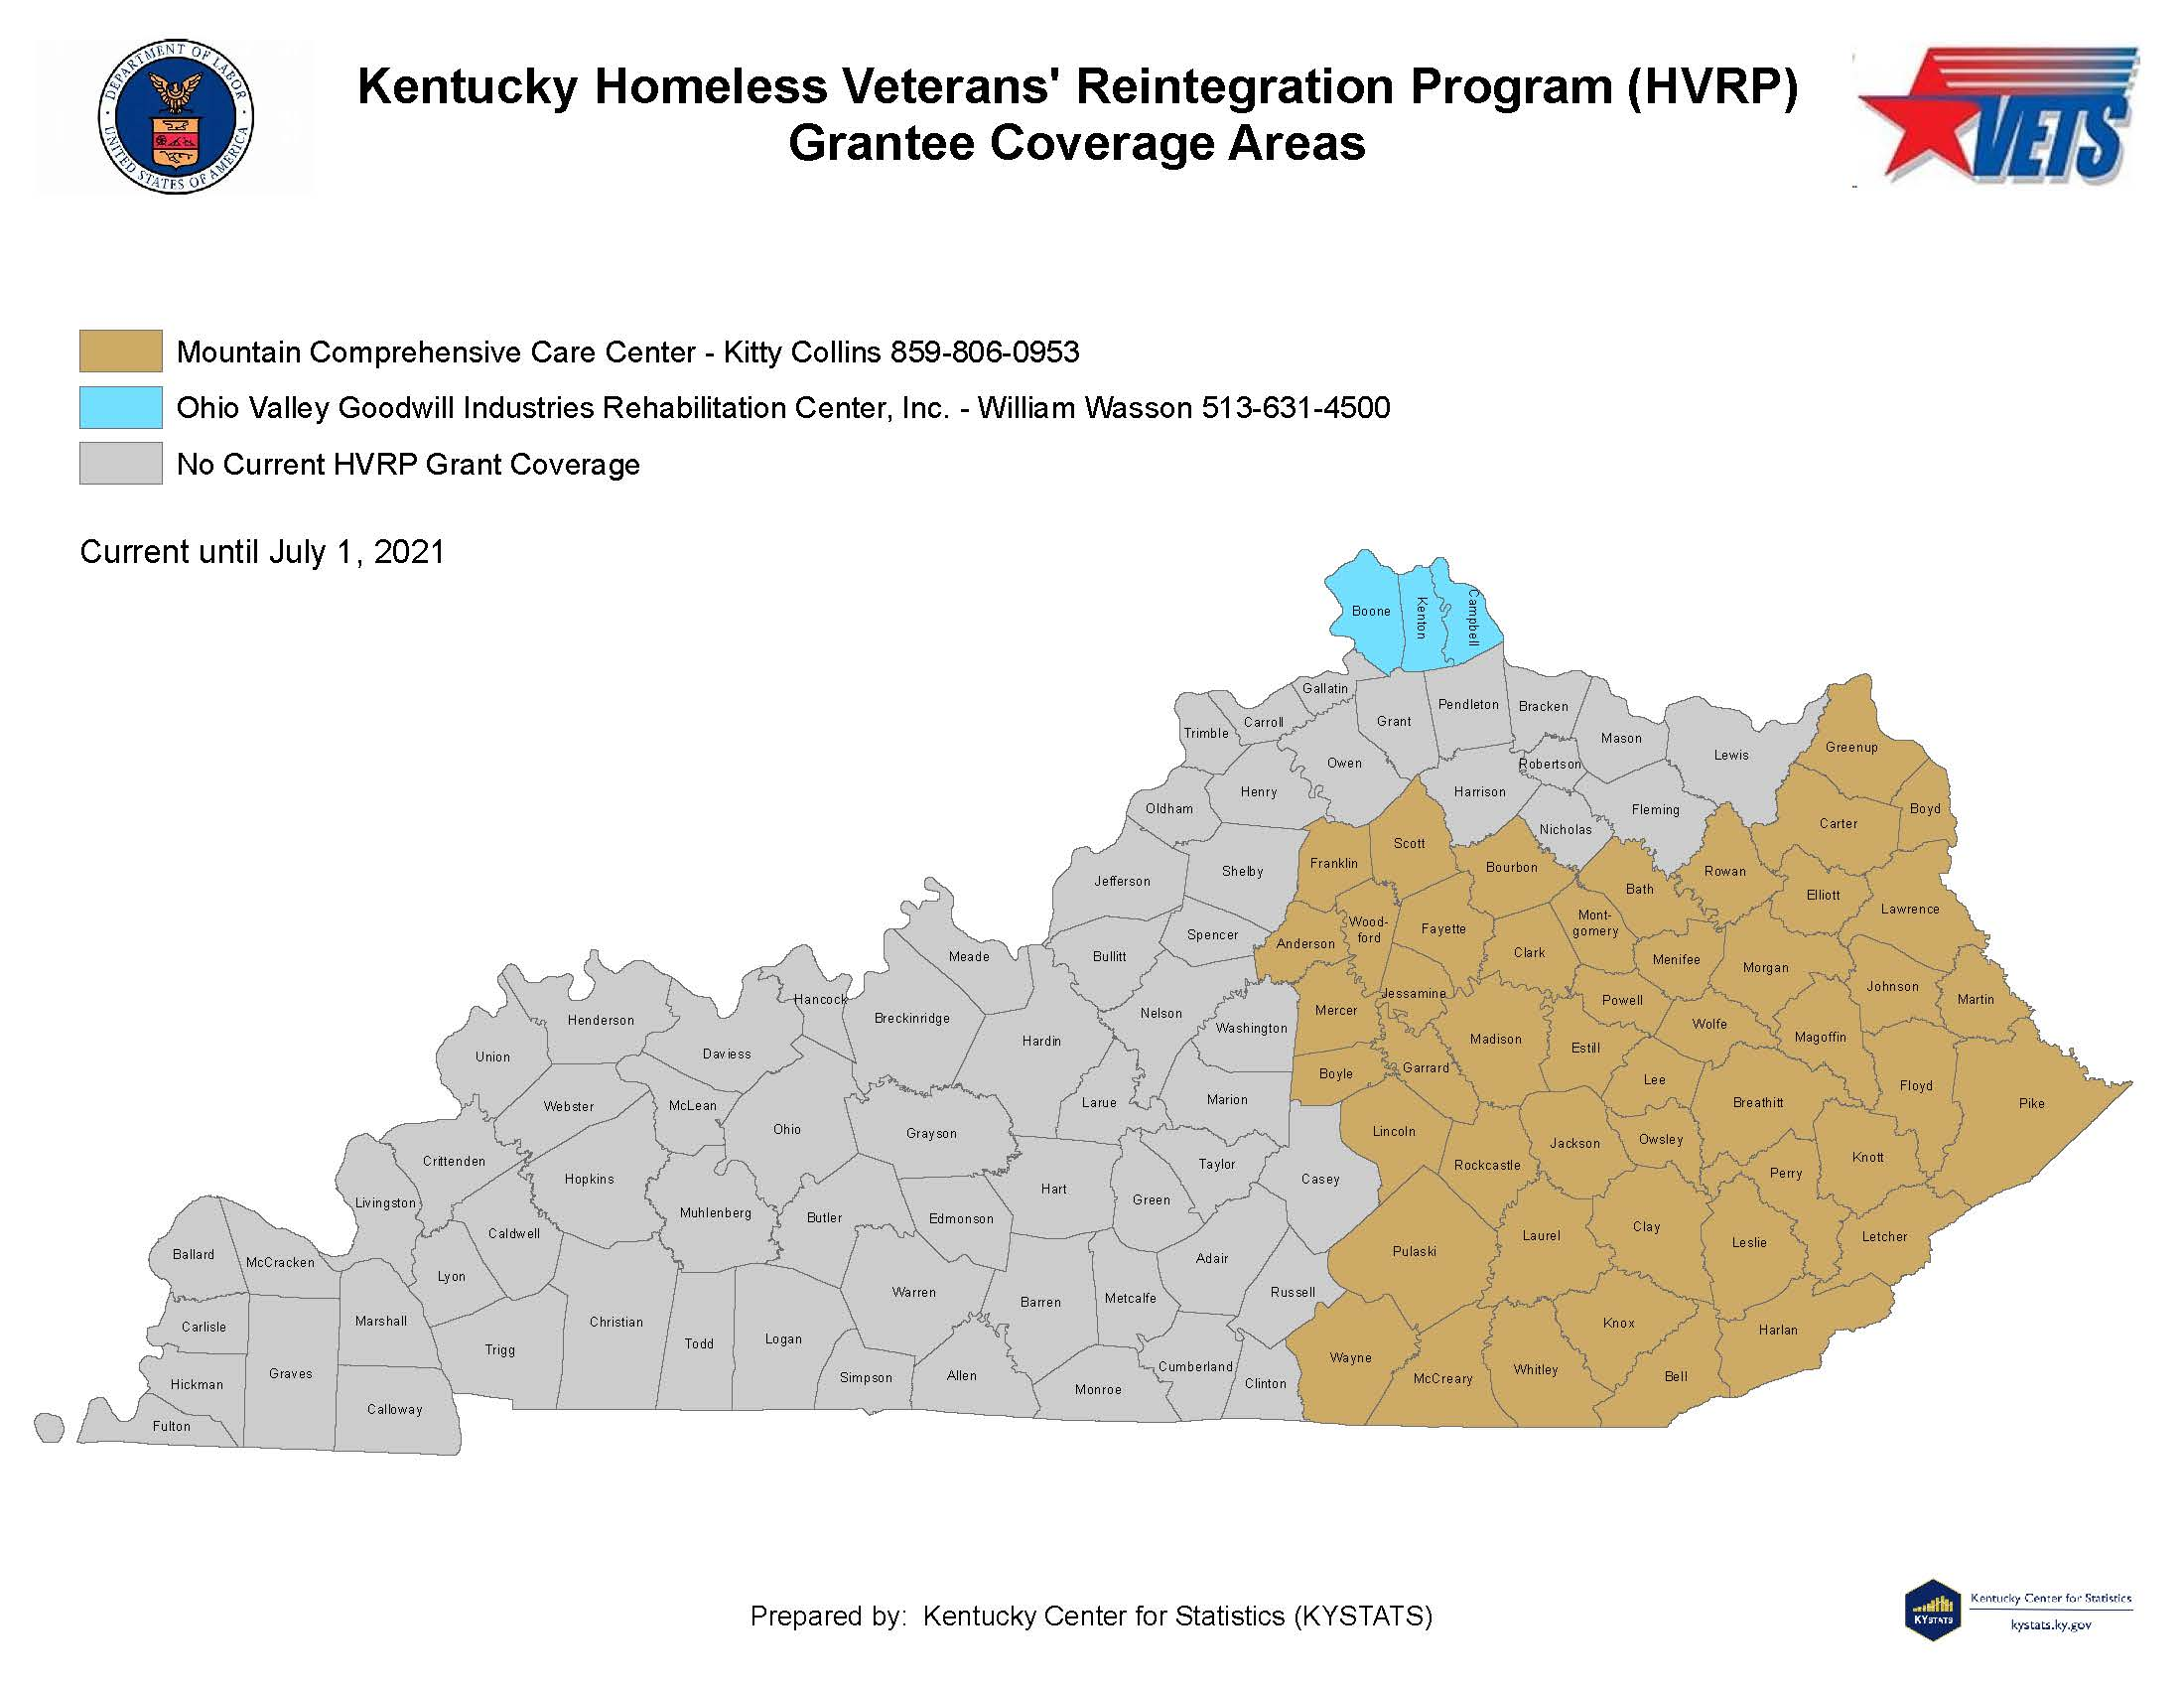 DEPARTMENT OF LABOR
UNITED STATES OF AMERICA
Kentucky Homeless Veterans' Reintegration Program (HVRP)
Grantee Coverage Areas
VETS
Mountain Comprehensive Care Center - Kitty Collins 859-806-0953
Ohio Valley Goodwill Industries Rehabilitation Center, Inc. - William Wasson 513-631-4500
No Current HVRP Grant Coverage
Current until July 1, 2021
Boone
Kenton
Campbell
Gallatin
Carroll
Trimble
Grant
Pendleton
Bracken
Mason
Lewis
Greenup
Owen
Robertson
Henry
Harrison
Oldham
Fleming
Boyd
Carter
Nicholas
Scott
Franklin
Bourbon
Shelby
Jefferson
Rowan
Bath
Elliott
Lawrence
Wood-
ford
Fayette
Mont-
gomery
Spencer
Anderson
Clark
Bullitt
Meade
Menifee
Morgan
Johnson
Martin
Jessamine
Powell
Hancock
Mercer
Nelson
Breckinridge
Henderson
Washington
Wolfe
Magoffin
Madison
Hardin
Estill
Daviess
Union
Garrard
Boyle
Lee
Floyd
Pike
Breathitt
Larue
Marion
Webster
McLean
Ohio
Grayson
Lincoln
Jackson
Owsley
Knott
Crittenden
Taylor
Rockcastle
Perry
Hopkins
Casey
Hart
Green
Livingston
Muhlenberg
Butler
Edmonson
Clay
Laurel
Leslie
Letcher
Caldwell
Pulaski
Ballard
McCracken
Adair
Lyon
Warren
Russell
Barren
Metcalfe
Marshall
Christian
Carlisle
Knox
Harlan
Todd
Logan
Trigg
Wayne
Cumberland
Whitley
Graves
Simpson
Allen
Bell
McCreary
Hickman
Clinton
Monroe
Calloway
Fulton
Prepared by: Kentucky Center for Statistics (KYSTATS)
KYSTATS
Kentucky Center for Statistics
kystats.ky.gov